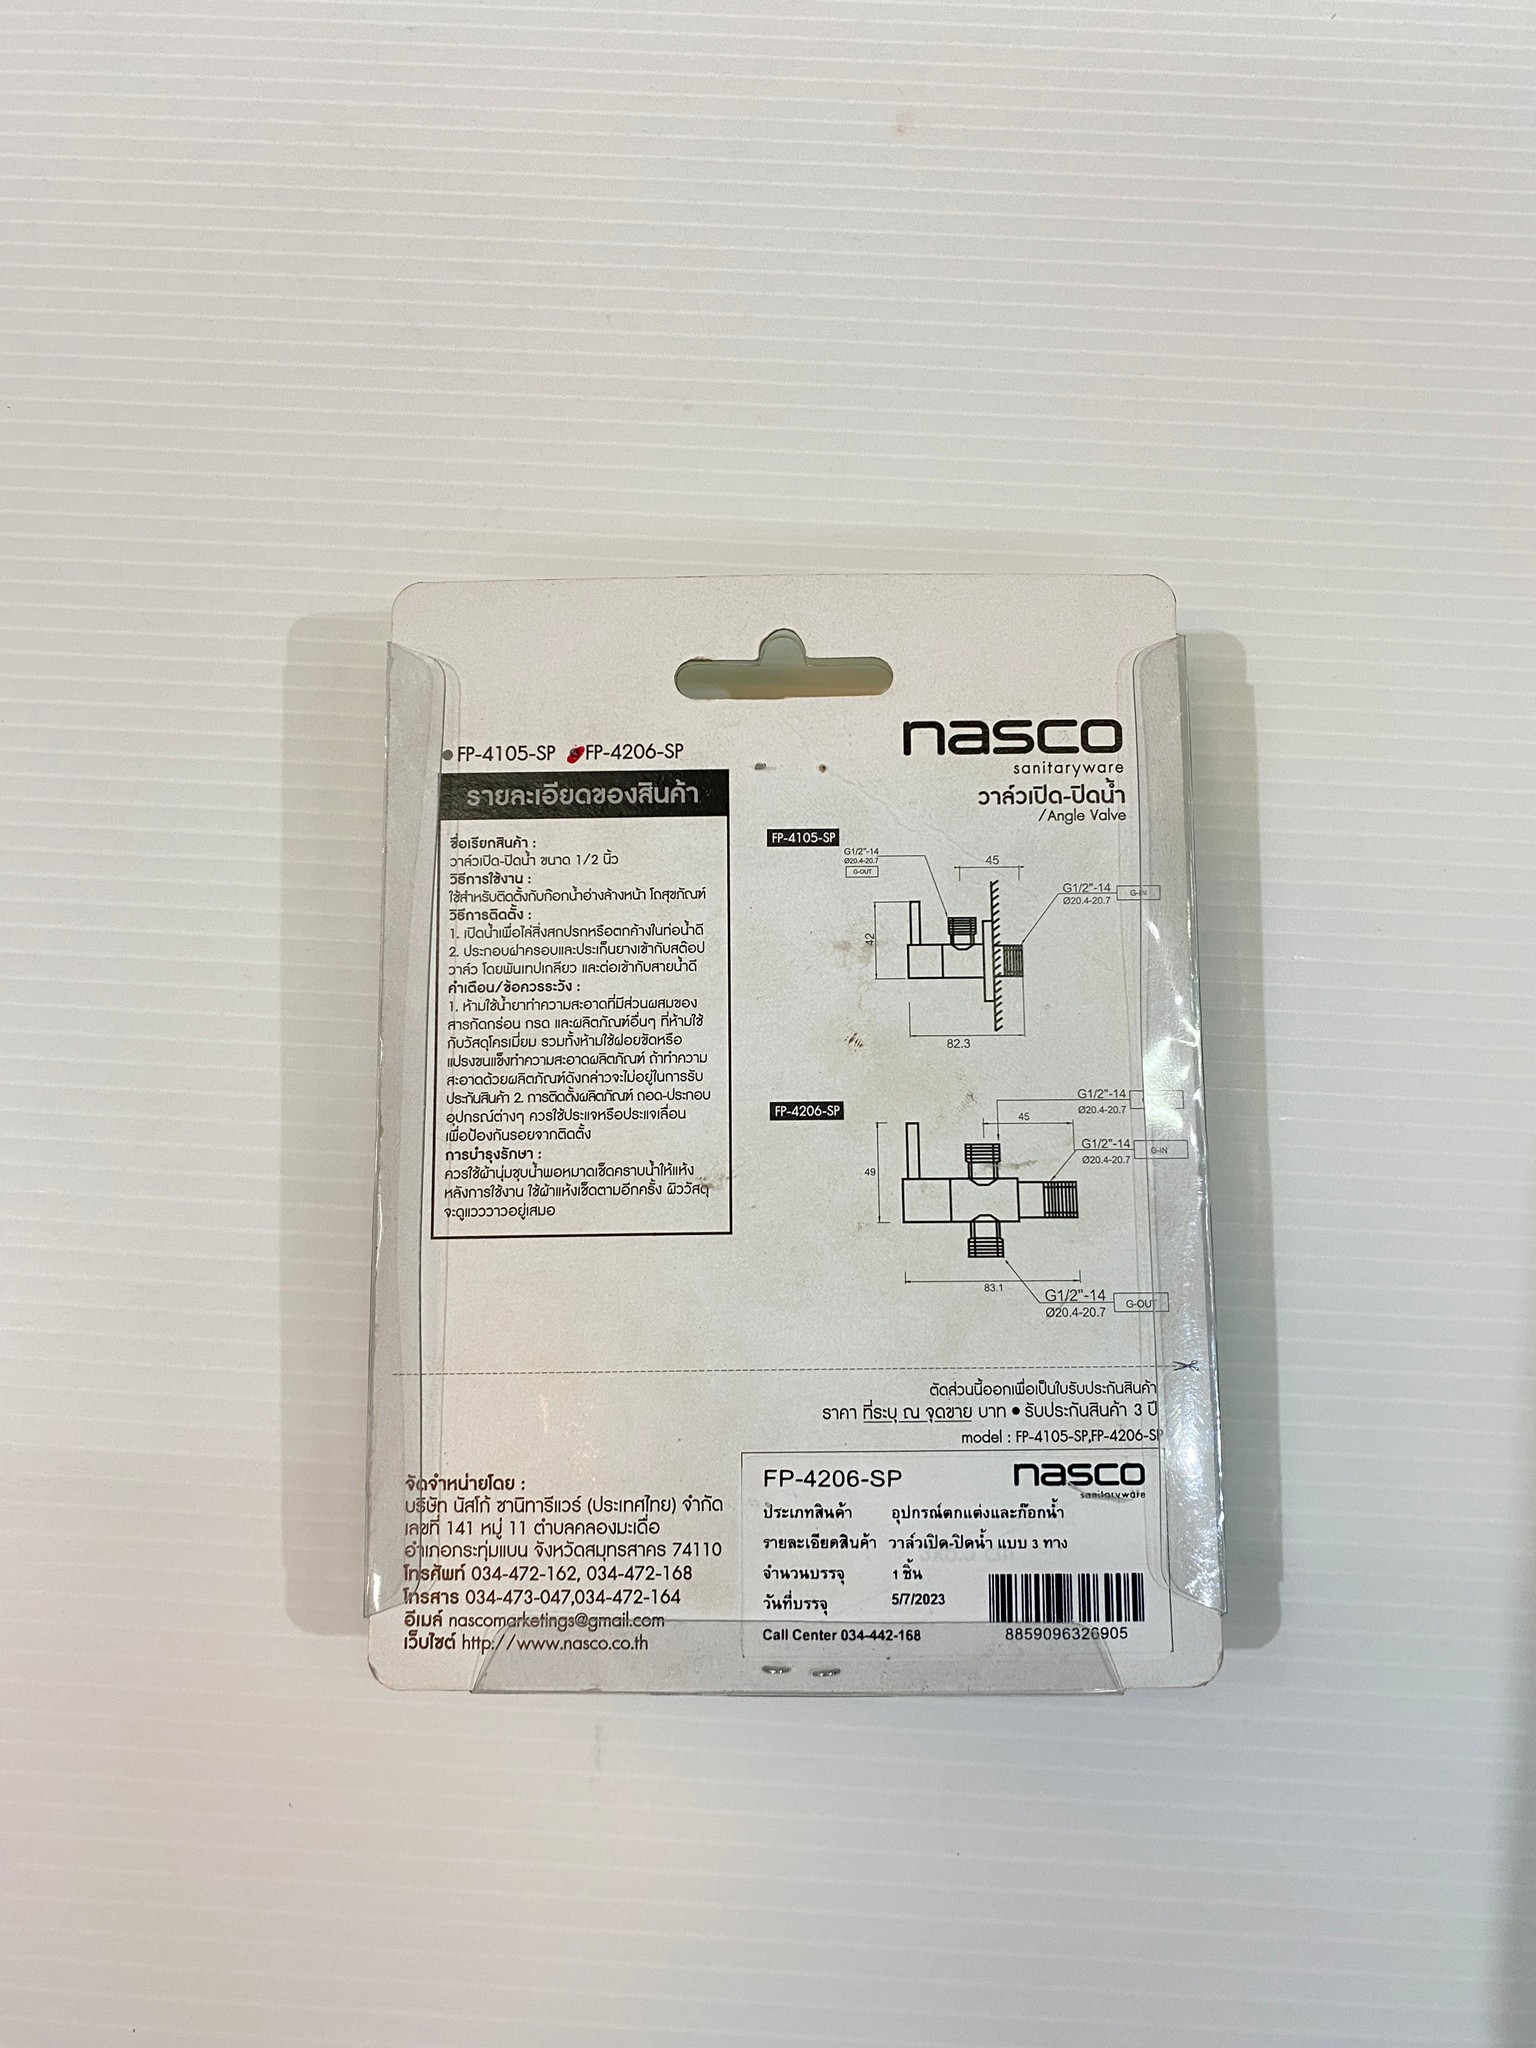 nasco
sanitaryware
วาล์วเปิด-ปิดน้ำ
/Angle Valve
FP-4105-SP FP-4206-SP
รายละเอียดของสินค้า
ชื่อเรียกสินค้า :
วาล์วเปิด-ปิดน้ำ ขนาด 1/2 นิ้ว
วิธีการใช้งาน :
ใช้สำหรับติดตั้งกับก๊อกน้ำอ่างล้างหน้า โถสุขภัณฑ์
วิธีการติดตั้ง :
1. เปิดน้ำเพื่อไล่สิ่งสกปรกหรือตกค้างในท่อน้ำดี
2. ประกอบฝาครอบและประเก็นยางเข้ากับสต๊อป
วาล์ว โดยพันเทปเกลียว และต่อเข้ากับสายน้ำดี
คำเตือน/ข้อควรระวัง :
1. ห้ามใช้น้ำยาทำความสะอาดที่มีส่วนผสมของ
สารกัดกร่อน กรด และผลิตภัณฑ์อื่นๆ ที่ห้ามใช้
กับวัสดุโครเมี่ยม รวมทั้งห้ามใช้ฝอยขัดหรือ
แปรงขนแข็งทำความสะอาดผลิตภัณฑ์ ถ้าทำความ
สะอาดด้วยผลิตภัณฑ์ดังกล่าวจะไม่อยู่ในการรับ
ประกันสินค้า 2. การติดตั้งผลิตภัณฑ์ ถอด-ประกอบ
อุปกรณ์ต่างๆ ควรใช้ประแจหรือประแจเลื่อน
เพื่อป้องกันรอยจากติดตั้ง
การบำรุงรักษา :
ควรใช้ผ้านุ่มชุบน้ำพอหมาดเช็ดคราบน้ำให้แห้ง
หลังการใช้งาน ใช้ผ้าแห้งเช็ดตามอีกครั้ง ผิววัสดุ
จะดูแวววาวอยู่เสมอ
FP-4105-SP
G1/2"-14
Ø20.4-20.7
G-OUT
45
G1/2"-14
Ø20.4-20.7
G-IN
42
82.3
FP-4206-SP
G1/2"-14
Ø20.4-20.7
45
G1/2"-14
Ø20.4-20.7
G-IN
49
83.1
G1/2"-14
Ø20.4-20.7
G-OUT
ตัดส่วนนี้ออกเพื่อเป็นใบรับประกันสินค้า
ราคา ที่ระบุ ณ จุดขาย บาท • รับประกันสินค้า 3 ปี
model : FP-4105-SP,FP-4206-SP
จัดจำหน่ายโดย :
บริษัท นัสโก้ ซานิทารีแวร์ (ประเทศไทย) จำกัด
เลขที่ 141 หมู่ 11 ตำบลคลองมะเดื่อ
อำเภอกระทุ่มแบน จังหวัดสมุทรสาคร 74110
โทรศัพท์ 034-472-162, 034-472-168
โทรสาร 034-473-047,034-472-164
อีเมล์ nascomarketings@gmail.com
เว็บไซต์ http://www.nasco.co.th
FP-4206-SP
nasco
sanitaryware
ประเภทสินค้า อุปกรณ์ตกแต่งและก๊อกน้ำ
รายละเอียดสินค้า วาล์วเปิด-ปิดน้ำ แบบ 3 ทาง
จำนวนบรรจุ 1 ชิ้น
วันที่บรรจุ 5/7/2023
Call Center 034-442-168
8859096326905